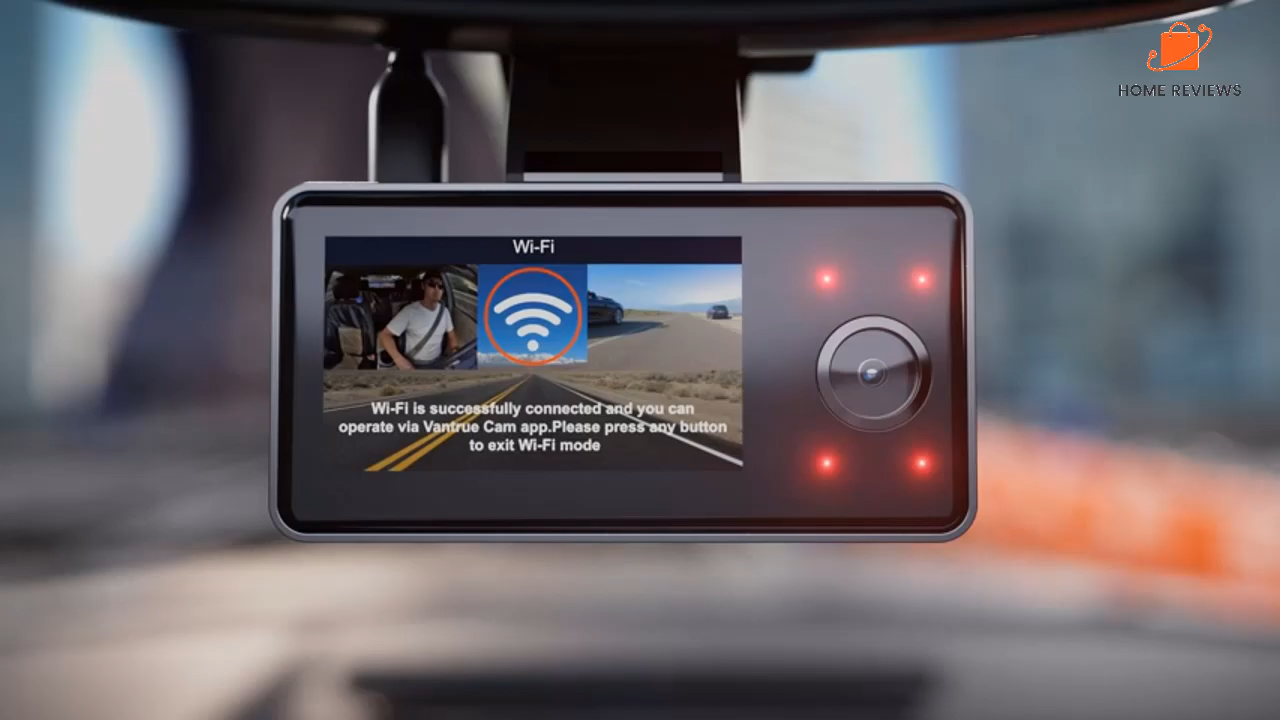 HOME REVIEWS
Wi-Fi
Wi-Fi is successfully connected and you can
operate via Vantrue Cam app.Please press any button
to exit Wi-Fi mode